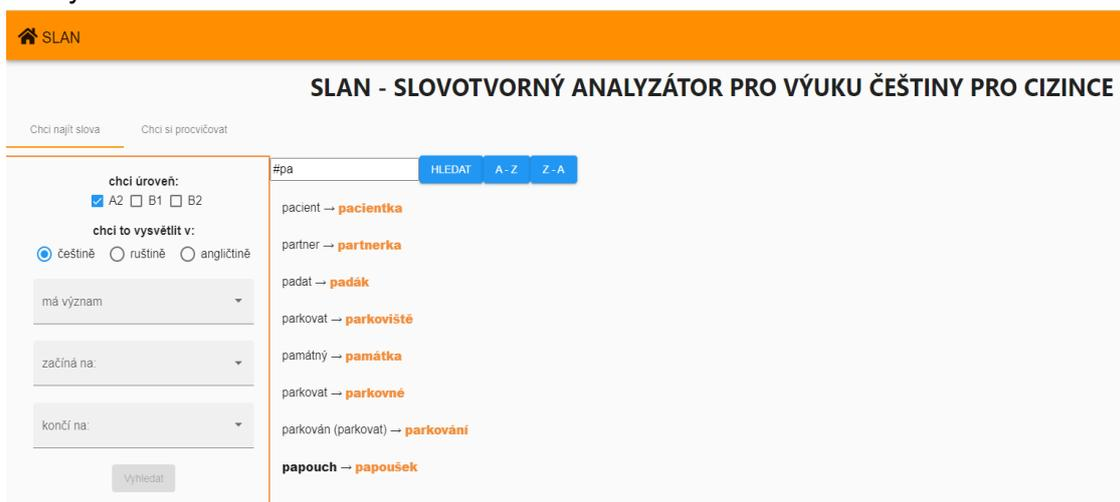 SLAN
SLAN - SLOVOTVORNÝ ANALYZÁTOR PRO VÝUKU ČEŠTINY PRO CIZINCE
Chci najít slova Chci si procvičovat
chci úroveň:
A2 B1 B2
chci to vysvětlit v:
češtině ruštině angličtině
má význam
začíná na:
končí na:
Vyhledat
#pa HLEDAT A - Z Z - A
pacient → pacientka
partner → partnerka
padat → padák
parkovat → parkoviště
památný → památka
parkovat → parkovné
parkován (parkovat) → parkování
papouch → papoušek